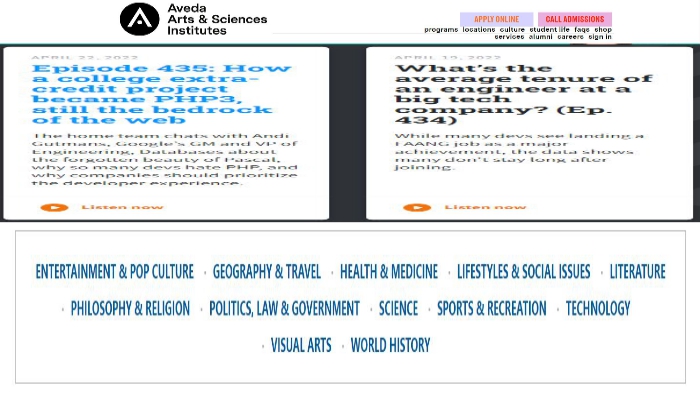 Aveda
Arts & Sciences
Institutes
APPLY ONLINE CALL ADMISSIONS
programs locations culture student life faqs shop
services alumni careers sign in
APRIL 22, 2022
Episode 435: How
a college extra-
credit project
became PHP3,
still the bedrock
of the web
The home team chats with Andi
Gutmans, Google's GM and VP of
Engineering, Databases about
the forgotten beauty of Pascal,
why so many devs hate PHP, and
why companies should prioritize
the developer experience.
Listen now
APRIL 19, 2022
What's the
average tenure of
an engineer at a
big tech
company? (Ep.
434)
While many devs see landing a
FAANG job as a major
achievement, the data shows
many don't stay long after
joining.
Listen now
ENTERTAINMENT & POP CULTURE · GEOGRAPHY & TRAVEL · HEALTH & MEDICINE · LIFESTYLES & SOCIAL ISSUES · LITERATURE
· PHILOSOPHY & RELIGION · POLITICS, LAW & GOVERNMENT · SCIENCE · SPORTS & RECREATION · TECHNOLOGY
· VISUAL ARTS · WORLD HISTORY